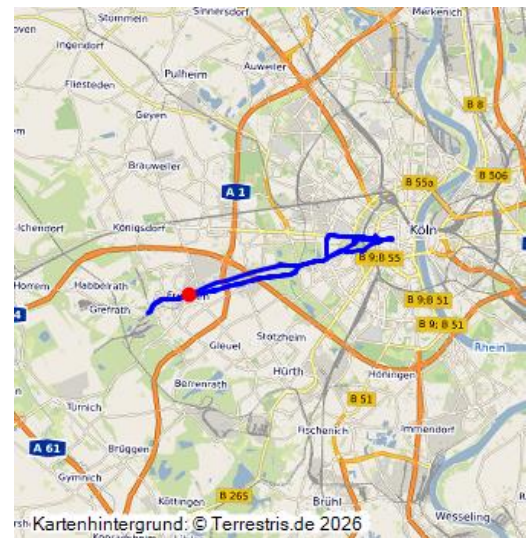 Stommeln
Sinnersdorf
Merkenich
Ingendorf
Auweiler
Pulheim
Fliesteden
B 8
Geyen
Brauweiler
B 55a
B 506
A 1
Königsdorf
Köln
B 9;B 55
Horrem
Habbelrath
Grefrath
B 9;B 51
B 9; B 51
Rhein
Gleuel
Stotzheim
Hürth
Höningen
Berrenrath
B 51
Türnich
Fischenich
Immendorf
A 61
Brüggen
Gymnich
B 265
Köttingen
Brühl
Wesseling
Kartenhintergrund: © Terrestris.de 2026